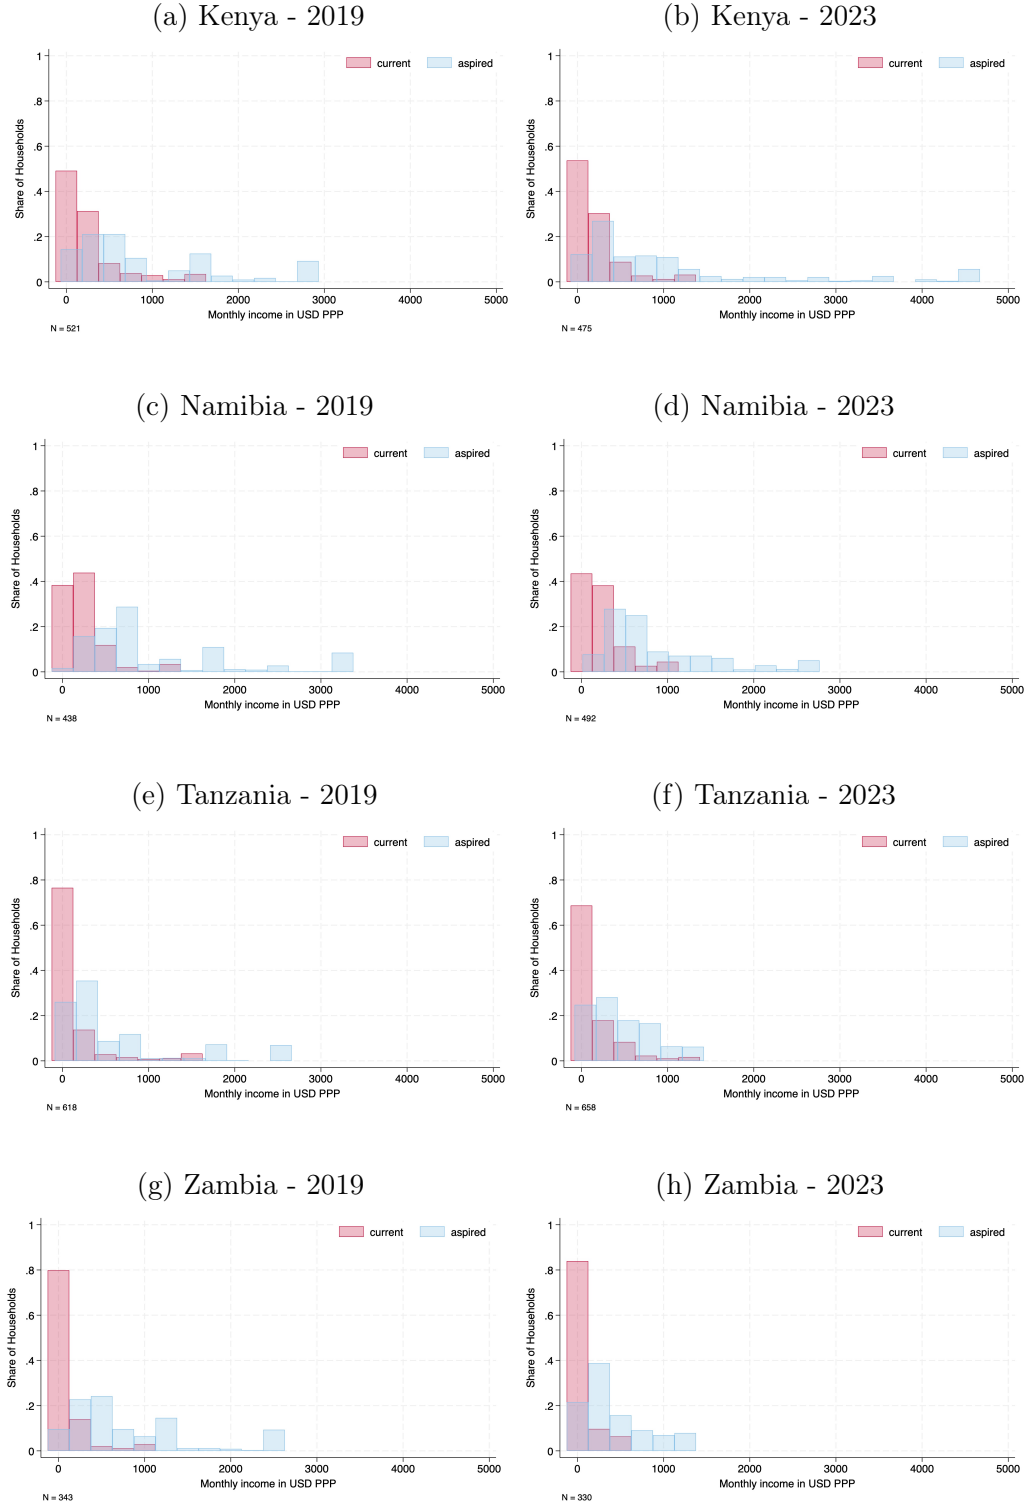 (a) Kenya - 2019
1
.8
.6
.4
.2
0
Share of Households
current
aspired
0 1000 2000 3000 4000 5000
Monthly income in USD PPP
N = 521
(b) Kenya - 2023
1
.8
.6
.4
.2
0
Share of Households
current
aspired
0 1000 2000 3000 4000 5000
Monthly income in USD PPP
N = 475
(c) Namibia - 2019
1
.8
.6
.4
.2
0
Share of Households
current
aspired
0 1000 2000 3000 4000 5000
Monthly income in USD PPP
N = 438
(d) Namibia - 2023
1
.8
.6
.4
.2
0
Share of Households
current
aspired
0 1000 2000 3000 4000 5000
Monthly income in USD PPP
N = 492
(e) Tanzania - 2019
1
.8
.6
.4
.2
0
Share of Households
current
aspired
0 1000 2000 3000 4000 5000
Monthly income in USD PPP
N = 618
(f) Tanzania - 2023
1
.8
.6
.4
.2
0
Share of Households
current
aspired
0 1000 2000 3000 4000 5000
Monthly income in USD PPP
N = 658
(g) Zambia - 2019
1
.8
.6
.4
.2
0
Share of Households
current
aspired
0 1000 2000 3000 4000 5000
Monthly income in USD PPP
N = 343
(h) Zambia - 2023
1
.8
.6
.4
.2
0
Share of Households
current
aspired
0 1000 2000 3000 4000 5000
Monthly income in USD PPP
N = 330